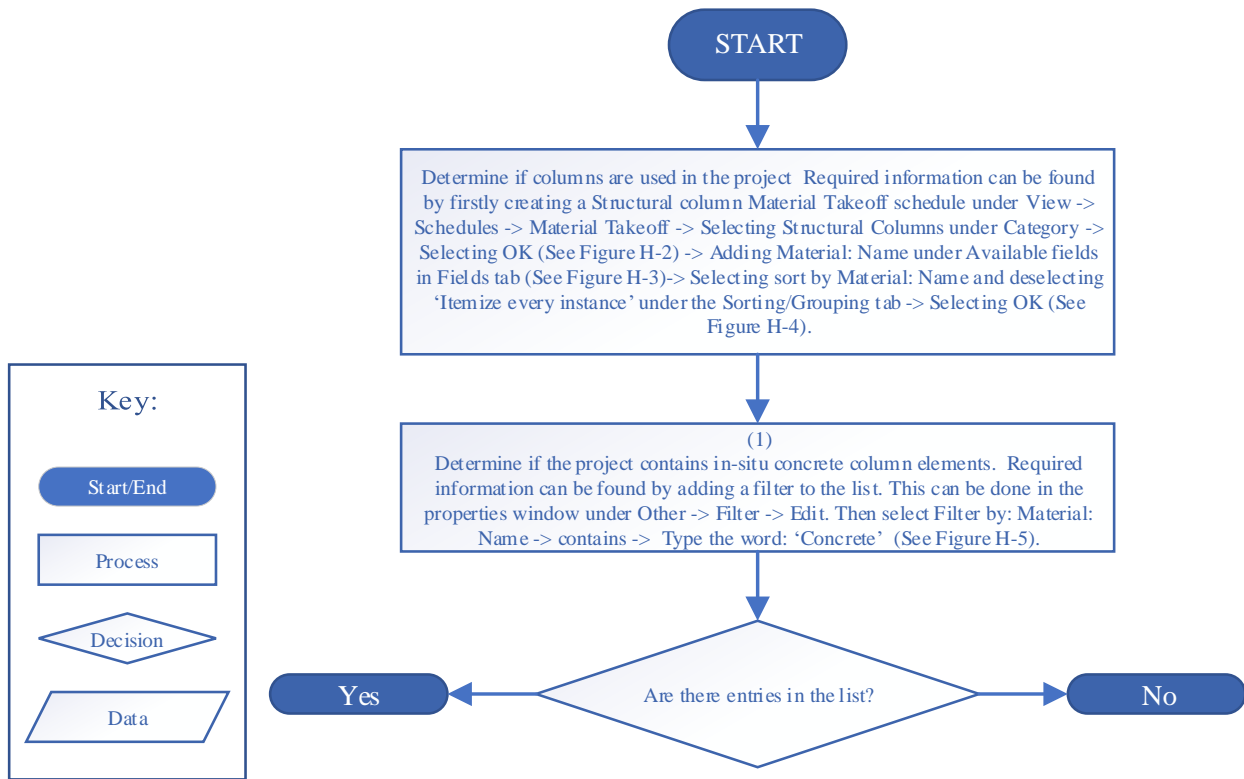 START
Determine if columns are used in the project  Required information can be found
by firstly creating a Structural column Material Takeoff schedule under View ->
Schedules -> Material Takeoff -> Selecting Structural Columns under Category ->
Selecting OK (See Figure H-2) -> Adding Material: Name under Available fields
in Fields tab (See Figure H-3)-> Selecting sort by Material: Name and deselecting
‘Itemize every instance’ under the Sorting/Grouping tab -> Selecting OK (See
Figure H-4).
(1)
Determine if the project contains in-situ concrete column elements.  Required
information can be found by adding a filter to the list. This can be done in the
properties window under Other -> Filter -> Edit. Then select Filter by: Material:
Name -> contains ->  Type the word: ‘Concrete’  (See Figure H-5).
Are there entries in the list?
Yes
No
Key:
Start/End
Process
Decision
Data